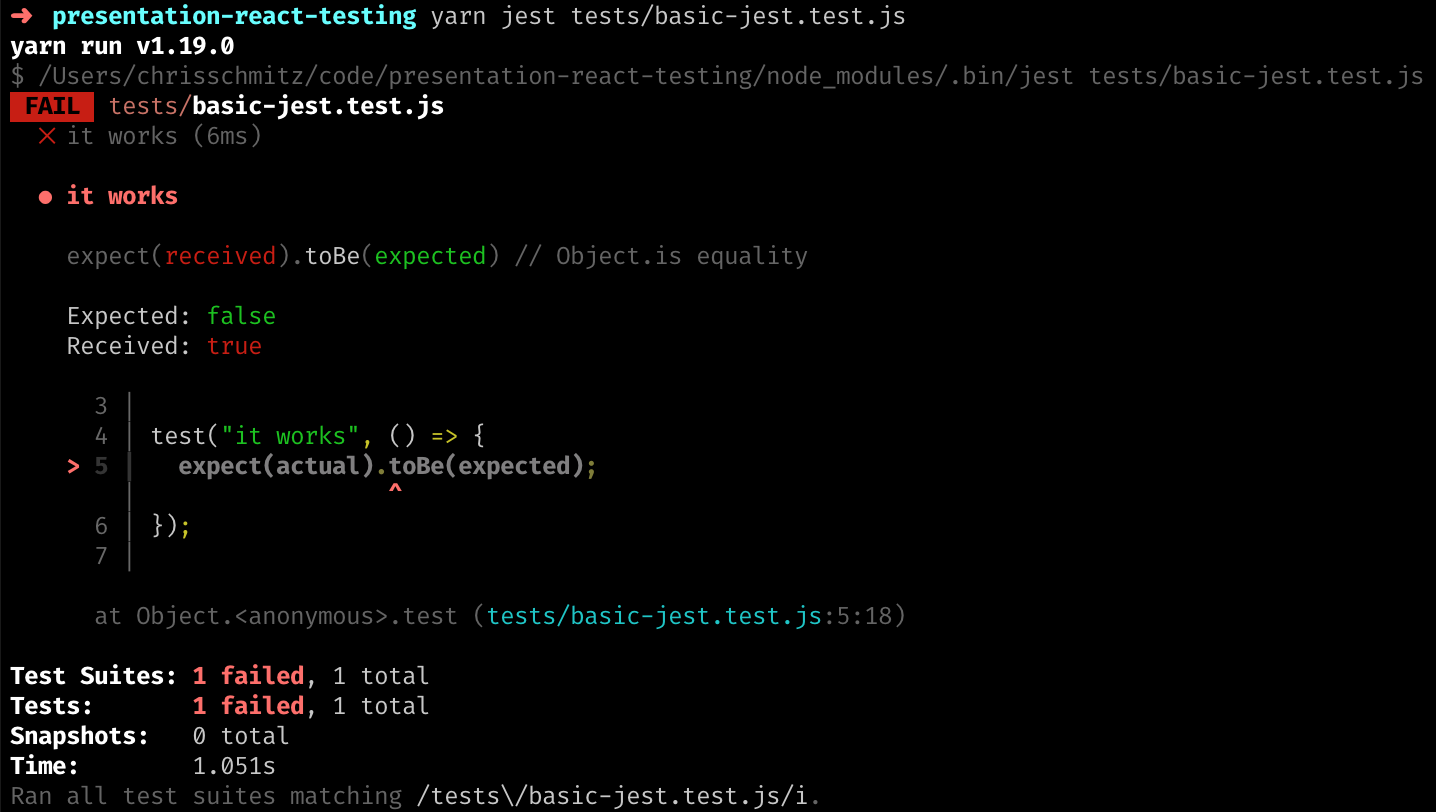 ➜ presentation-react-testing yarn jest tests/basic-jest.test.js
yarn run v1.19.0
$ /Users/chrisschmitz/code/presentation-react-testing/node_modules/.bin/jest tests/basic-jest.test.js
FAIL tests/basic-jest.test.js
✕ it works (6ms)
● it works
expect(received).toBe(expected) // Object.is equality
Expected: false
Received: true
3 |
4 | test("it works", () => {
> 5 |   expect(actual).toBe(expected);
| ^
6 | });
7 |
at Object.<anonymous>.test (tests/basic-jest.test.js:5:18)
Test Suites: 1 failed, 1 total
Tests: 1 failed, 1 total
Snapshots: 0 total
Time: 1.051s
Ran all test suites matching /tests\/basic-jest.test.js/i.